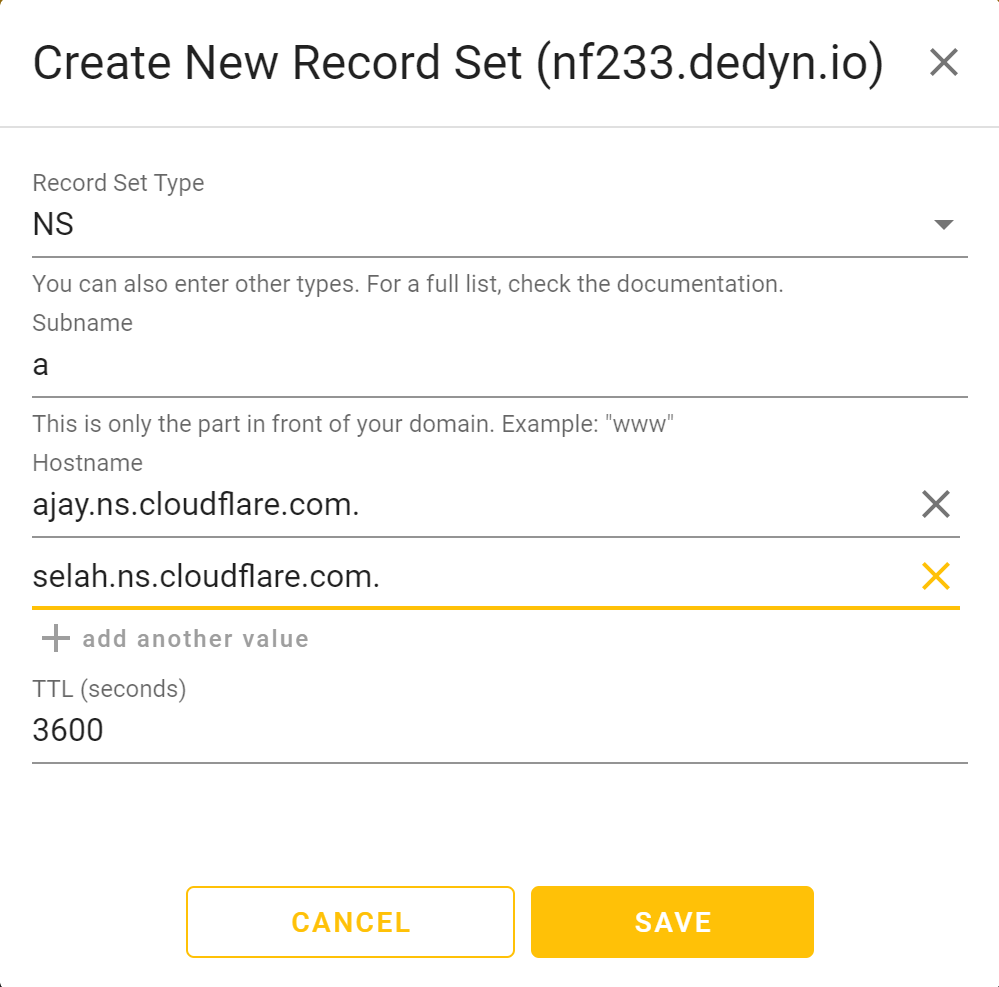 Create New Record Set (nf233.dedyn.io)
Record Set Type
NS
You can also enter other types. For a full list, check the documentation.
Subname
a
This is only the part in front of your domain. Example: "www"
Hostname
ajay.ns.cloudflare.com.
selah.ns.cloudflare.com.
add another value
TTL (seconds)
3600
CANCEL SAVE